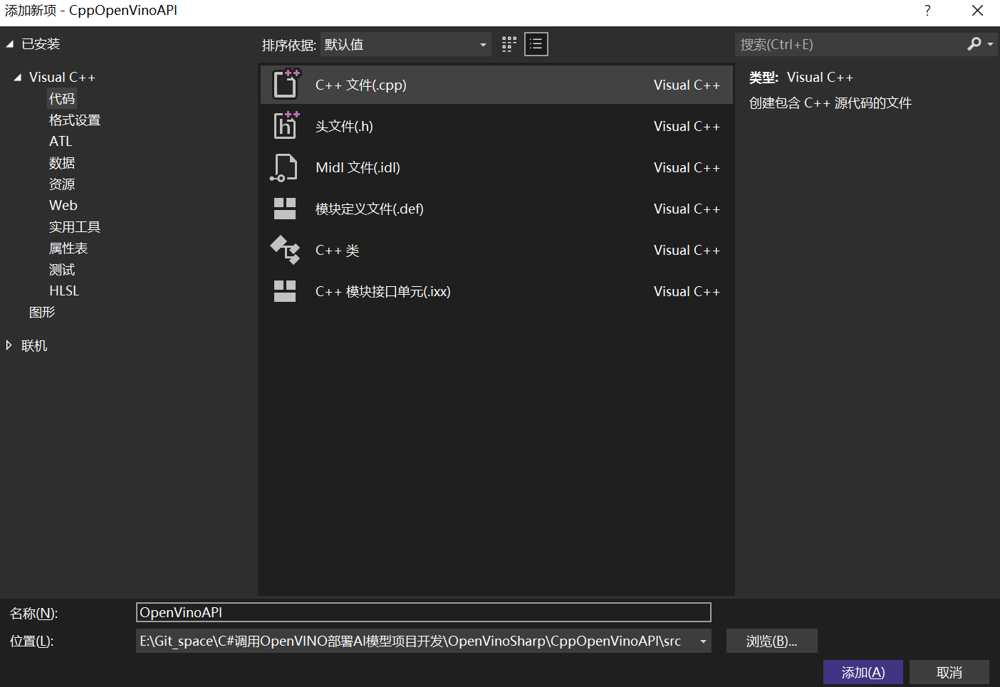 添加新项 - CppOpenVinoAPI
?
已安装
Visual C++
代码
格式设置
ATL
数据
资源
Web
实用工具
属性表
测试
HLSL
图形
联机
排序依据: 默认值
C++ 文件(.cpp) Visual C++
头文件(.h) Visual C++
Midl 文件(.idl) Visual C++
模块定义文件(.def) Visual C++
C++ 类 Visual C++
C++ 模块接口单元(.ixx) Visual C++
搜索(Ctrl+E)
类型: Visual C++
创建包含 C++ 源代码的文件
名称(N): OpenVinoAPI
位置(L): E:\Git_space\C#调用OpenVINO部署AI模型项目开发\OpenVinoSharp\CppOpenVinoAPI\src
浏览(B)...
添加(A) 取消